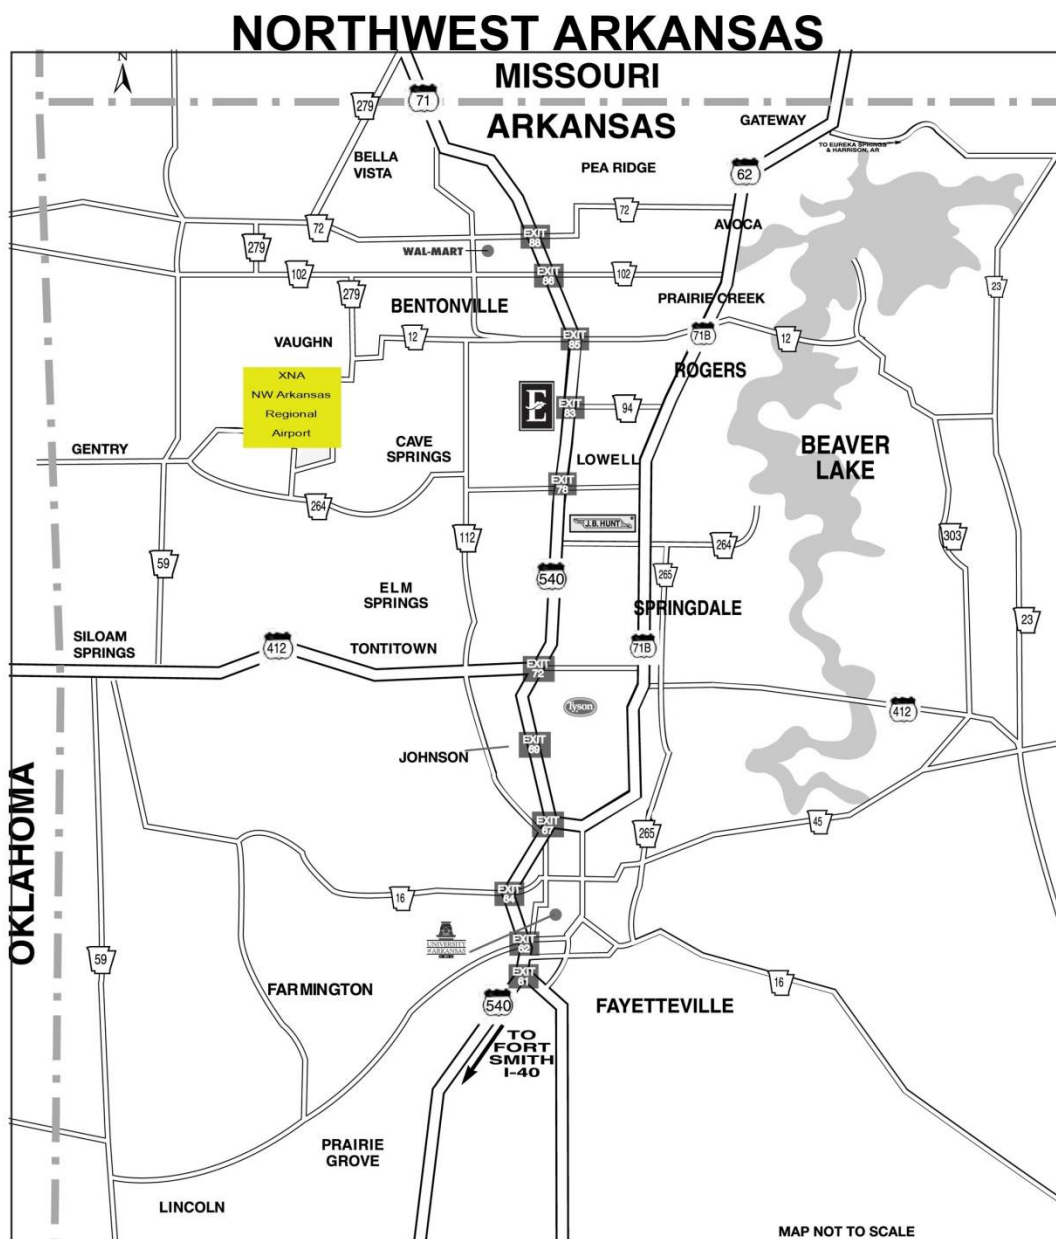 NORTHWEST ARKANSAS
N
MISSOURI
71
279
ARKANSAS
GATEWAY
TO EUREKA SPRINGS
& HARRISON, AR
BELLA
VISTA
PEA RIDGE
62
72
72
AVOCA
EXIT
88
279
WAL-MART
102
EXIT
86
102
279
23
PRAIRIE CREEK
BENTONVILLE
12
VAUGHN
EXIT
85
71B
12
XNA
NW Arkansas
Regional
Airport
ROGERS
E
EXIT
83
94
GENTRY
CAVE
SPRINGS
LOWELL
BEAVER
LAKE
EXIT
78
264
J.B. HUNT
112
264
303
59
540
265
ELM
SPRINGS
SPRINGDALE
23
SILOAM
SPRINGS
412
TONTITOWN
71B
EXIT
72
Tyson
412
JOHNSON
EXIT
69
OKLAHOMA
EXIT
67
265
45
16
EXIT
64
UNIVERSITY
OF ARKANSAS
EXIT
62
59
EXIT
61
16
FARMINGTON
540
FAYETTEVILLE
TO
FORT
SMITH
I-40
PRAIRIE
GROVE
LINCOLN
MAP NOT TO SCALE